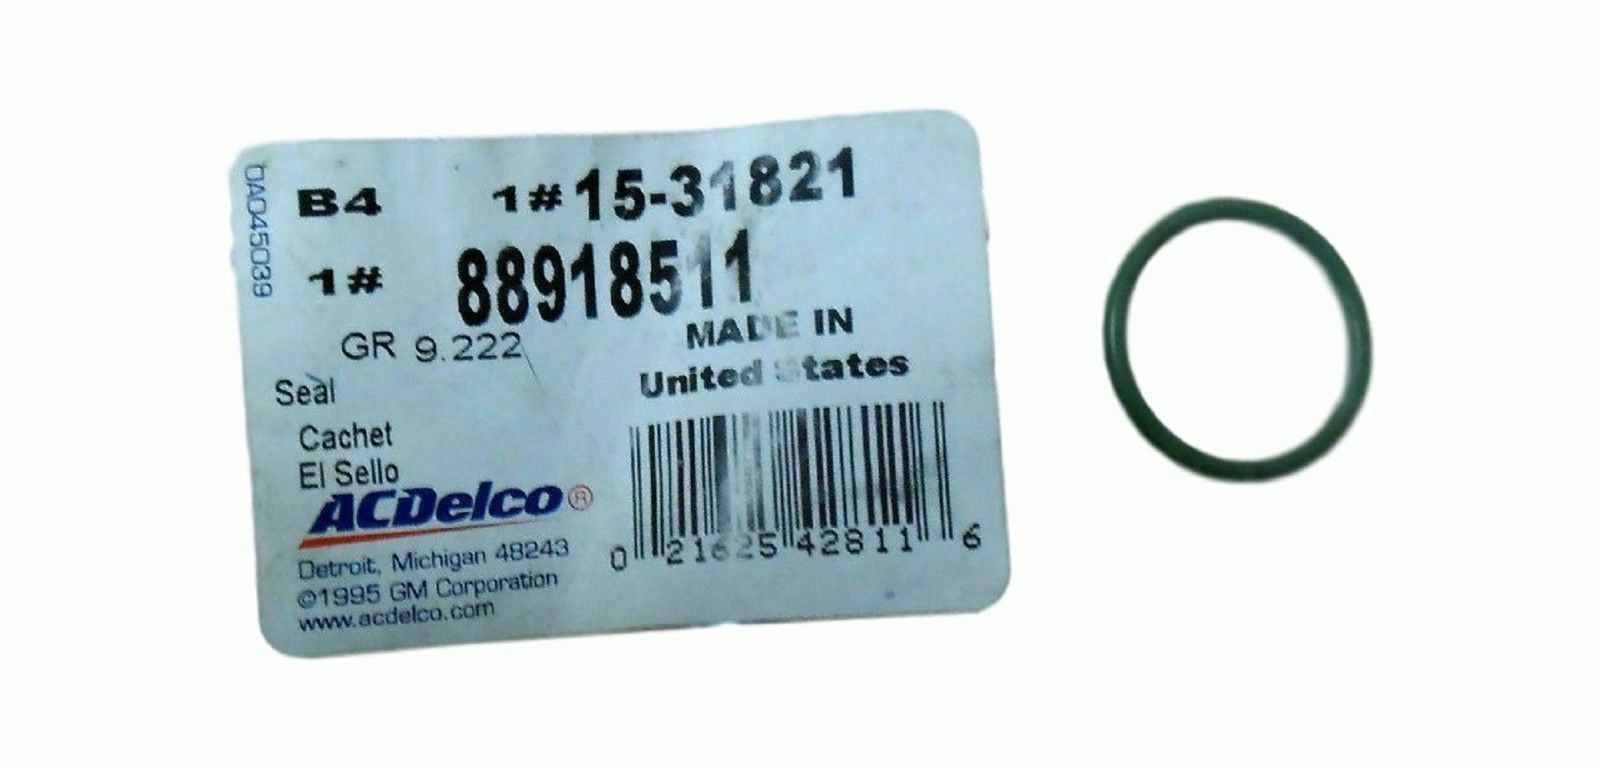 DA045039
B4 1# 15-31821
1# 88918511
GR 9.222
MADE IN
United States
Seal
Cachet
El Sello
ACDelco®
Detroit, Michigan 48243
©1995 GM Corporation
www.acdelco.com
0 21625 42811 6